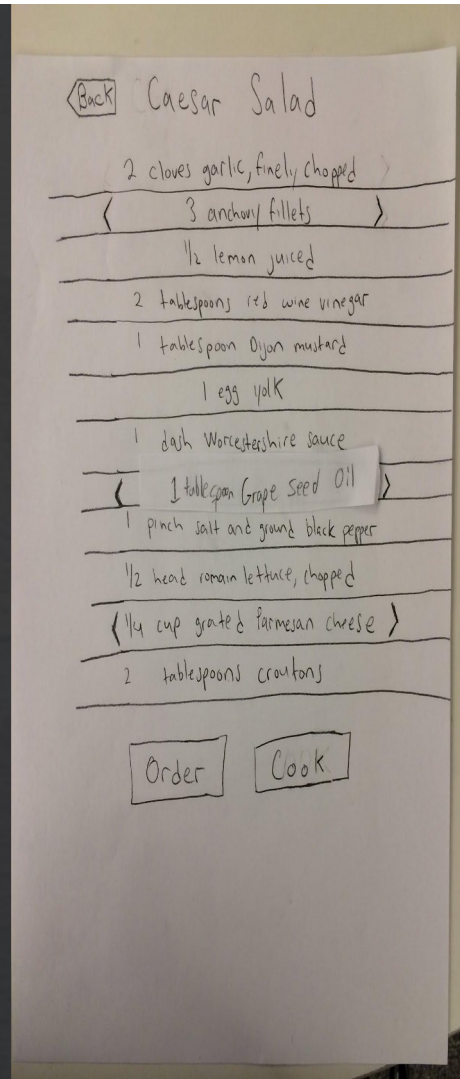 Back Caesar Salad
2 cloves garlic, finely chopped
< 3 anchovy fillets >
1/2 lemon juiced
2 tablespoons red wine vinegar
1 tablespoon Dijon mustard
1 egg yolk
1 dash Worcestershire sauce
< 1 tablespoon Grape Seed Oil >
1 pinch salt and ground black pepper
1/2 head romain lettuce, chopped
< 1/4 cup grated Parmesan cheese >
2 tablespoons croutons
Order Cook